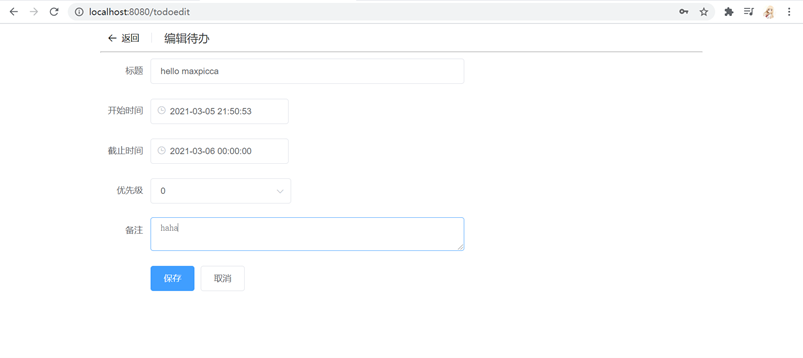 localhost:8080/todoedit
返回 编辑待办
标题 hello maxpicca
开始时间 2021-03-05 21:50:53
截止时间 2021-03-06 00:00:00
优先级 0
备注 haha
保存 取消